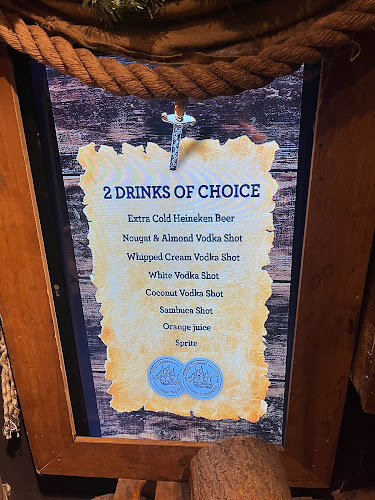 2 DRINKS OF CHOICE
Extra Cold Heineken Beer
Nougat & Almond Vodka Shot
Whipped Cream Vodka Shot
White Vodka Shot
Coconut Vodka Shot
Sambuca Shot
Orange juice
Sprite